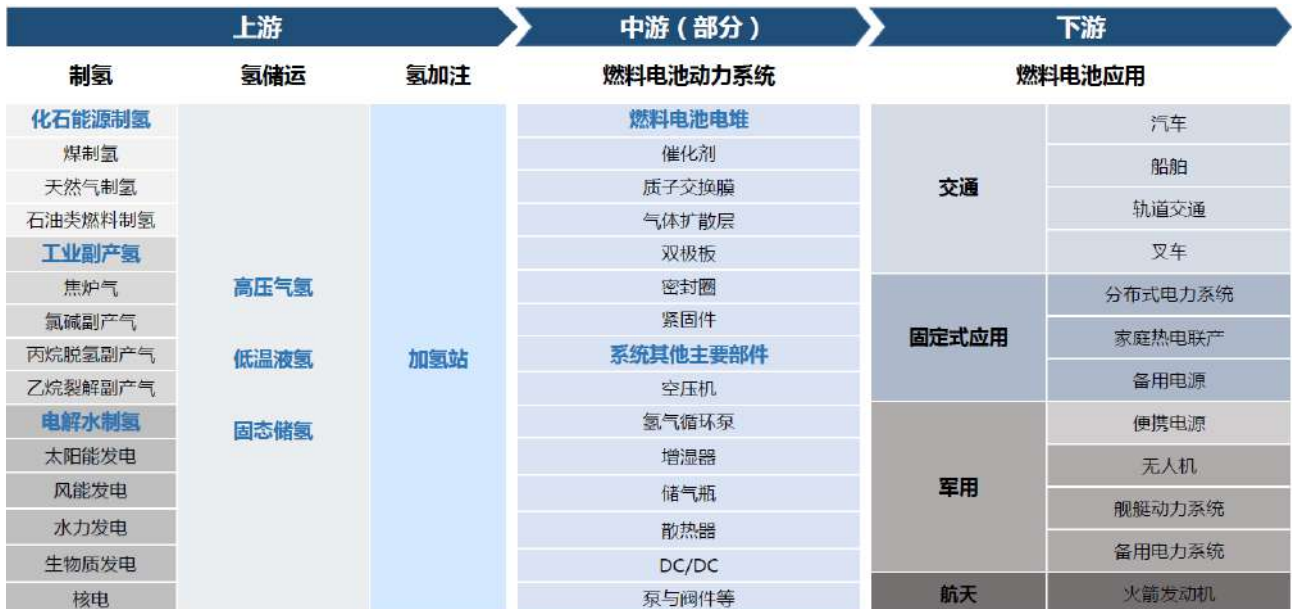 上游
中游（部分）
下游
制氢
氢储运
氢加注
燃料电池动力系统
燃料电池应用
化石能源制氢
煤制氢
天然气制氢
石油类燃料制氢
工业副产氢
焦炉气
氯碱副产气
丙烷脱氢副产气
乙烷裂解副产气
电解水制氢
太阳能发电
风能发电
水力发电
生物质发电
核电
高压气氢
低温液氢
固态储氢
加氢站
燃料电池电堆
催化剂
质子交换膜
气体扩散层
双极板
密封圈
紧固件
系统其他主要部件
空压机
氢气循环泵
增湿器
储气瓶
散热器
DC/DC
泵与阀件等
交通
汽车
船舶
轨道交通
叉车
固定式应用
分布式电力系统
家庭热电联产
备用电源
军用
便携电源
无人机
舰艇动力系统
备用电力系统
航天
火箭发动机